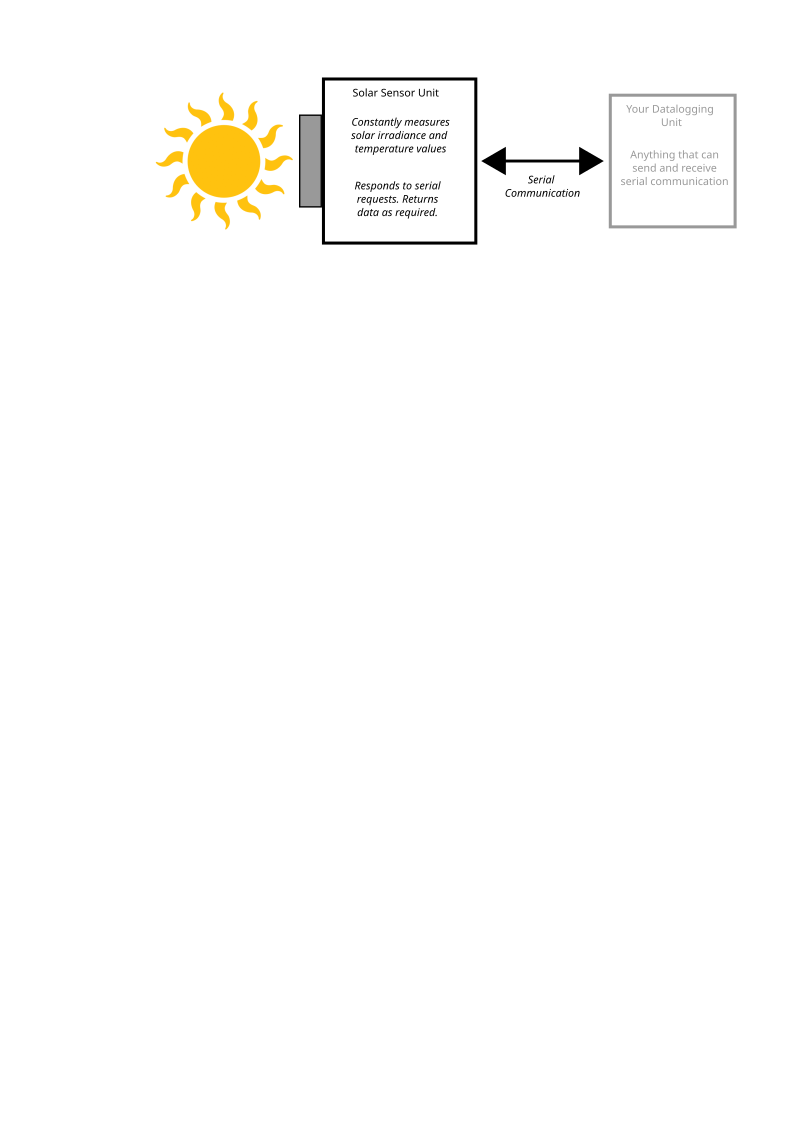 Solar Sensor Unit
Constantly measures
solar irradiance and
temperature values
Responds to serial
requests. Returns
data as required.
Serial
Communication
Your Datalogging
Unit
Anything that can
send and receive
serial communication